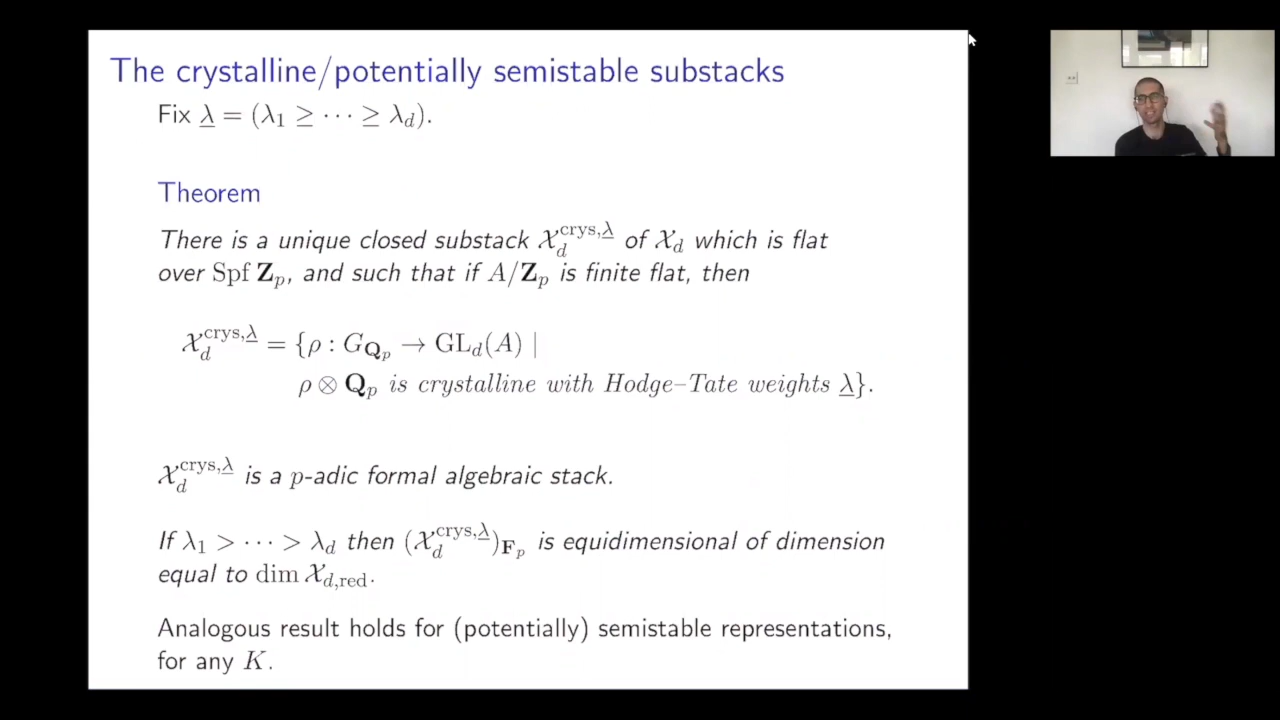 The crystalline/potentially semistable substacks
Fix λ̲ = (λ₁ ≥ ⋯ ≥ λ_d).
Theorem
There is a unique closed substack 𝒳_d^{crys,λ̲} of 𝒳_d which is flat
over Spf 𝐙_p, and such that if A/𝐙_p is finite flat, then
𝒳_d^{crys,λ̲} = {ρ : G_{𝐐_p} → GL_d(A) |
ρ ⊗ 𝐐_p is crystalline with Hodge–Tate weights λ̲}.
𝒳_d^{crys,λ̲} is a p-adic formal algebraic stack.
If λ₁ > ⋯ > λ_d then (𝒳_d^{crys,λ̲})_{𝐅_p} is equidimensional of dimension
equal to dim 𝒳_{d,red}.
Analogous result holds for (potentially) semistable representations,
for any K.